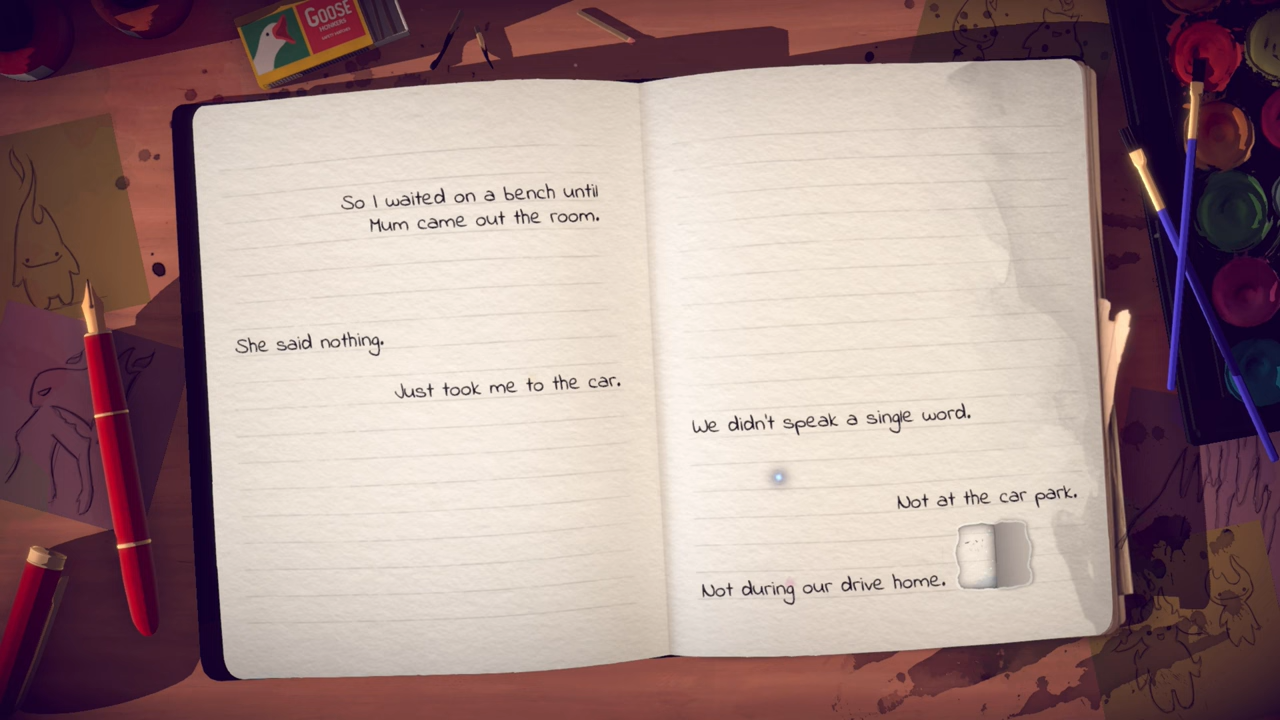 GOOSE
So I waited on a bench until
Mum came out the room.
She said nothing.
Just took me to the car.
We didn't speak a single word.
Not at the car park.
Not during our drive home.